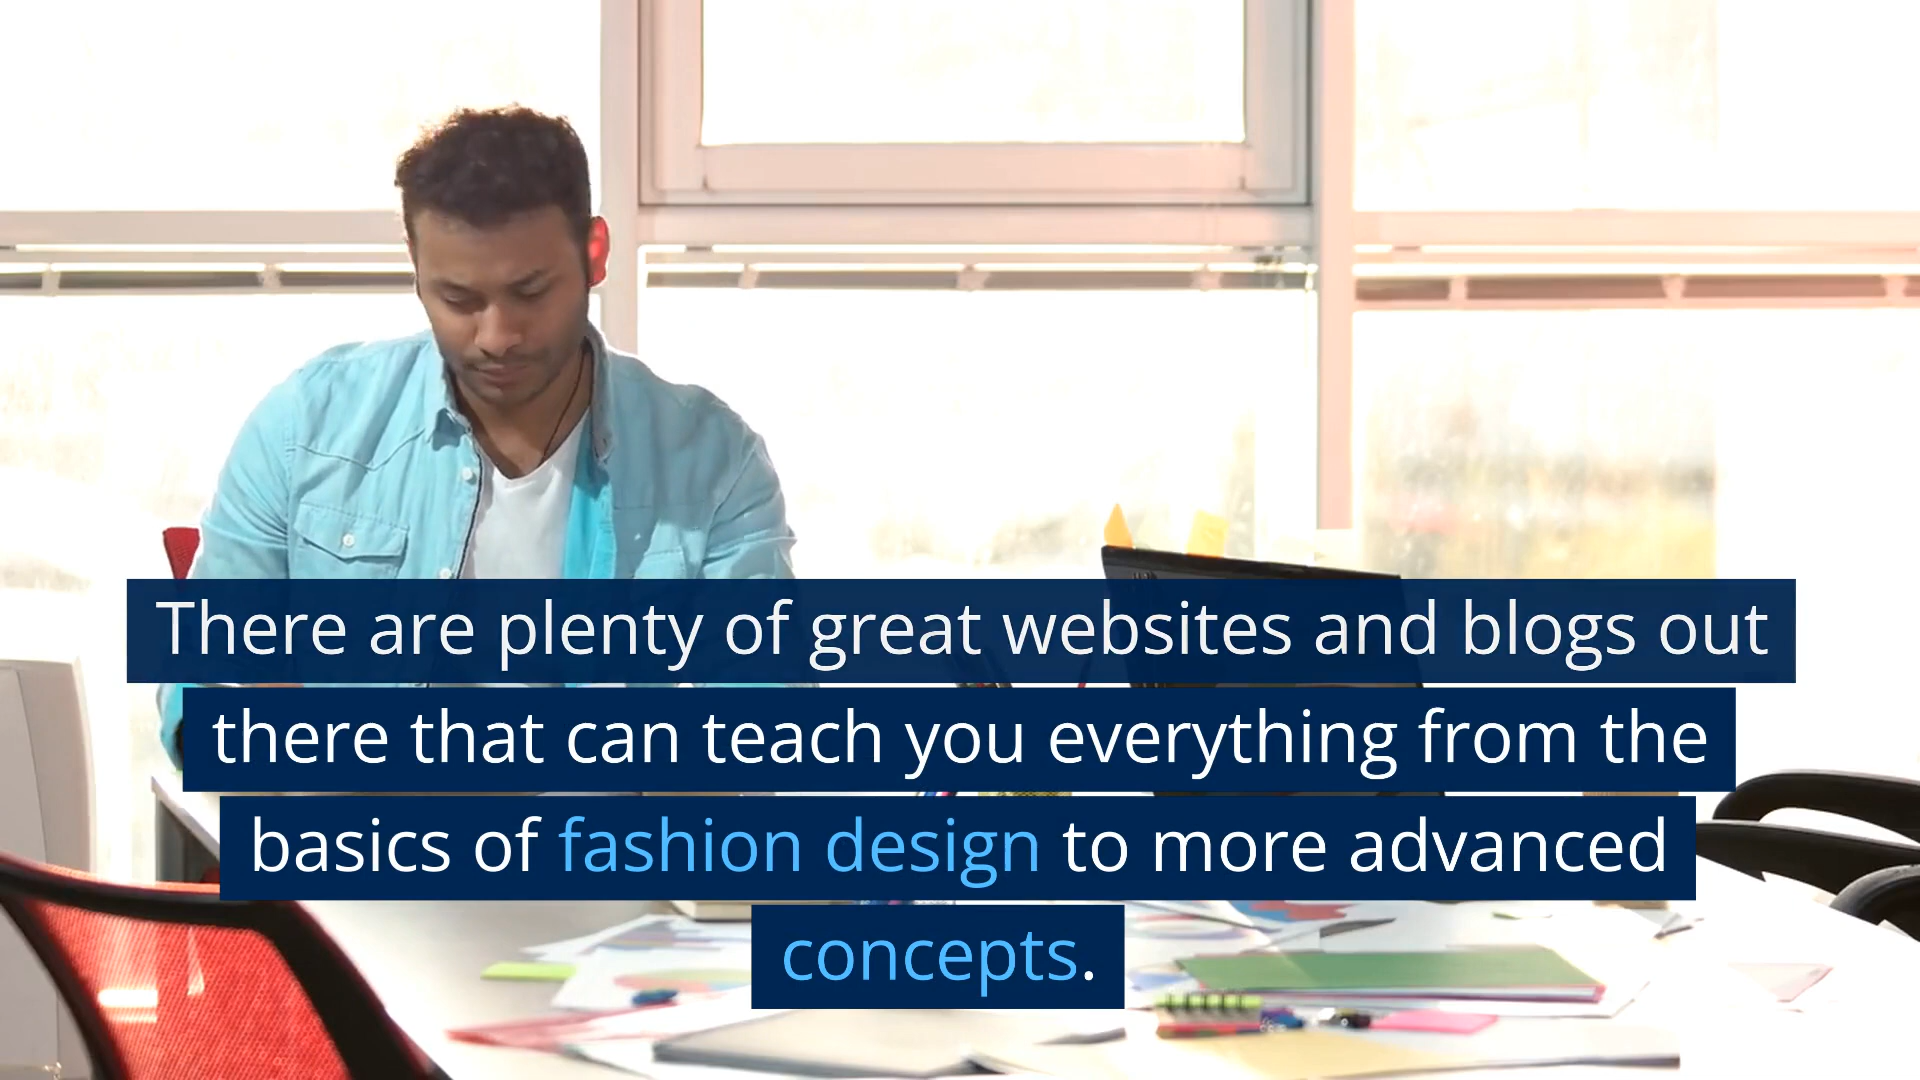 There are plenty of great websites and blogs out
there that can teach you everything from the
basics of fashion design to more advanced
concepts.